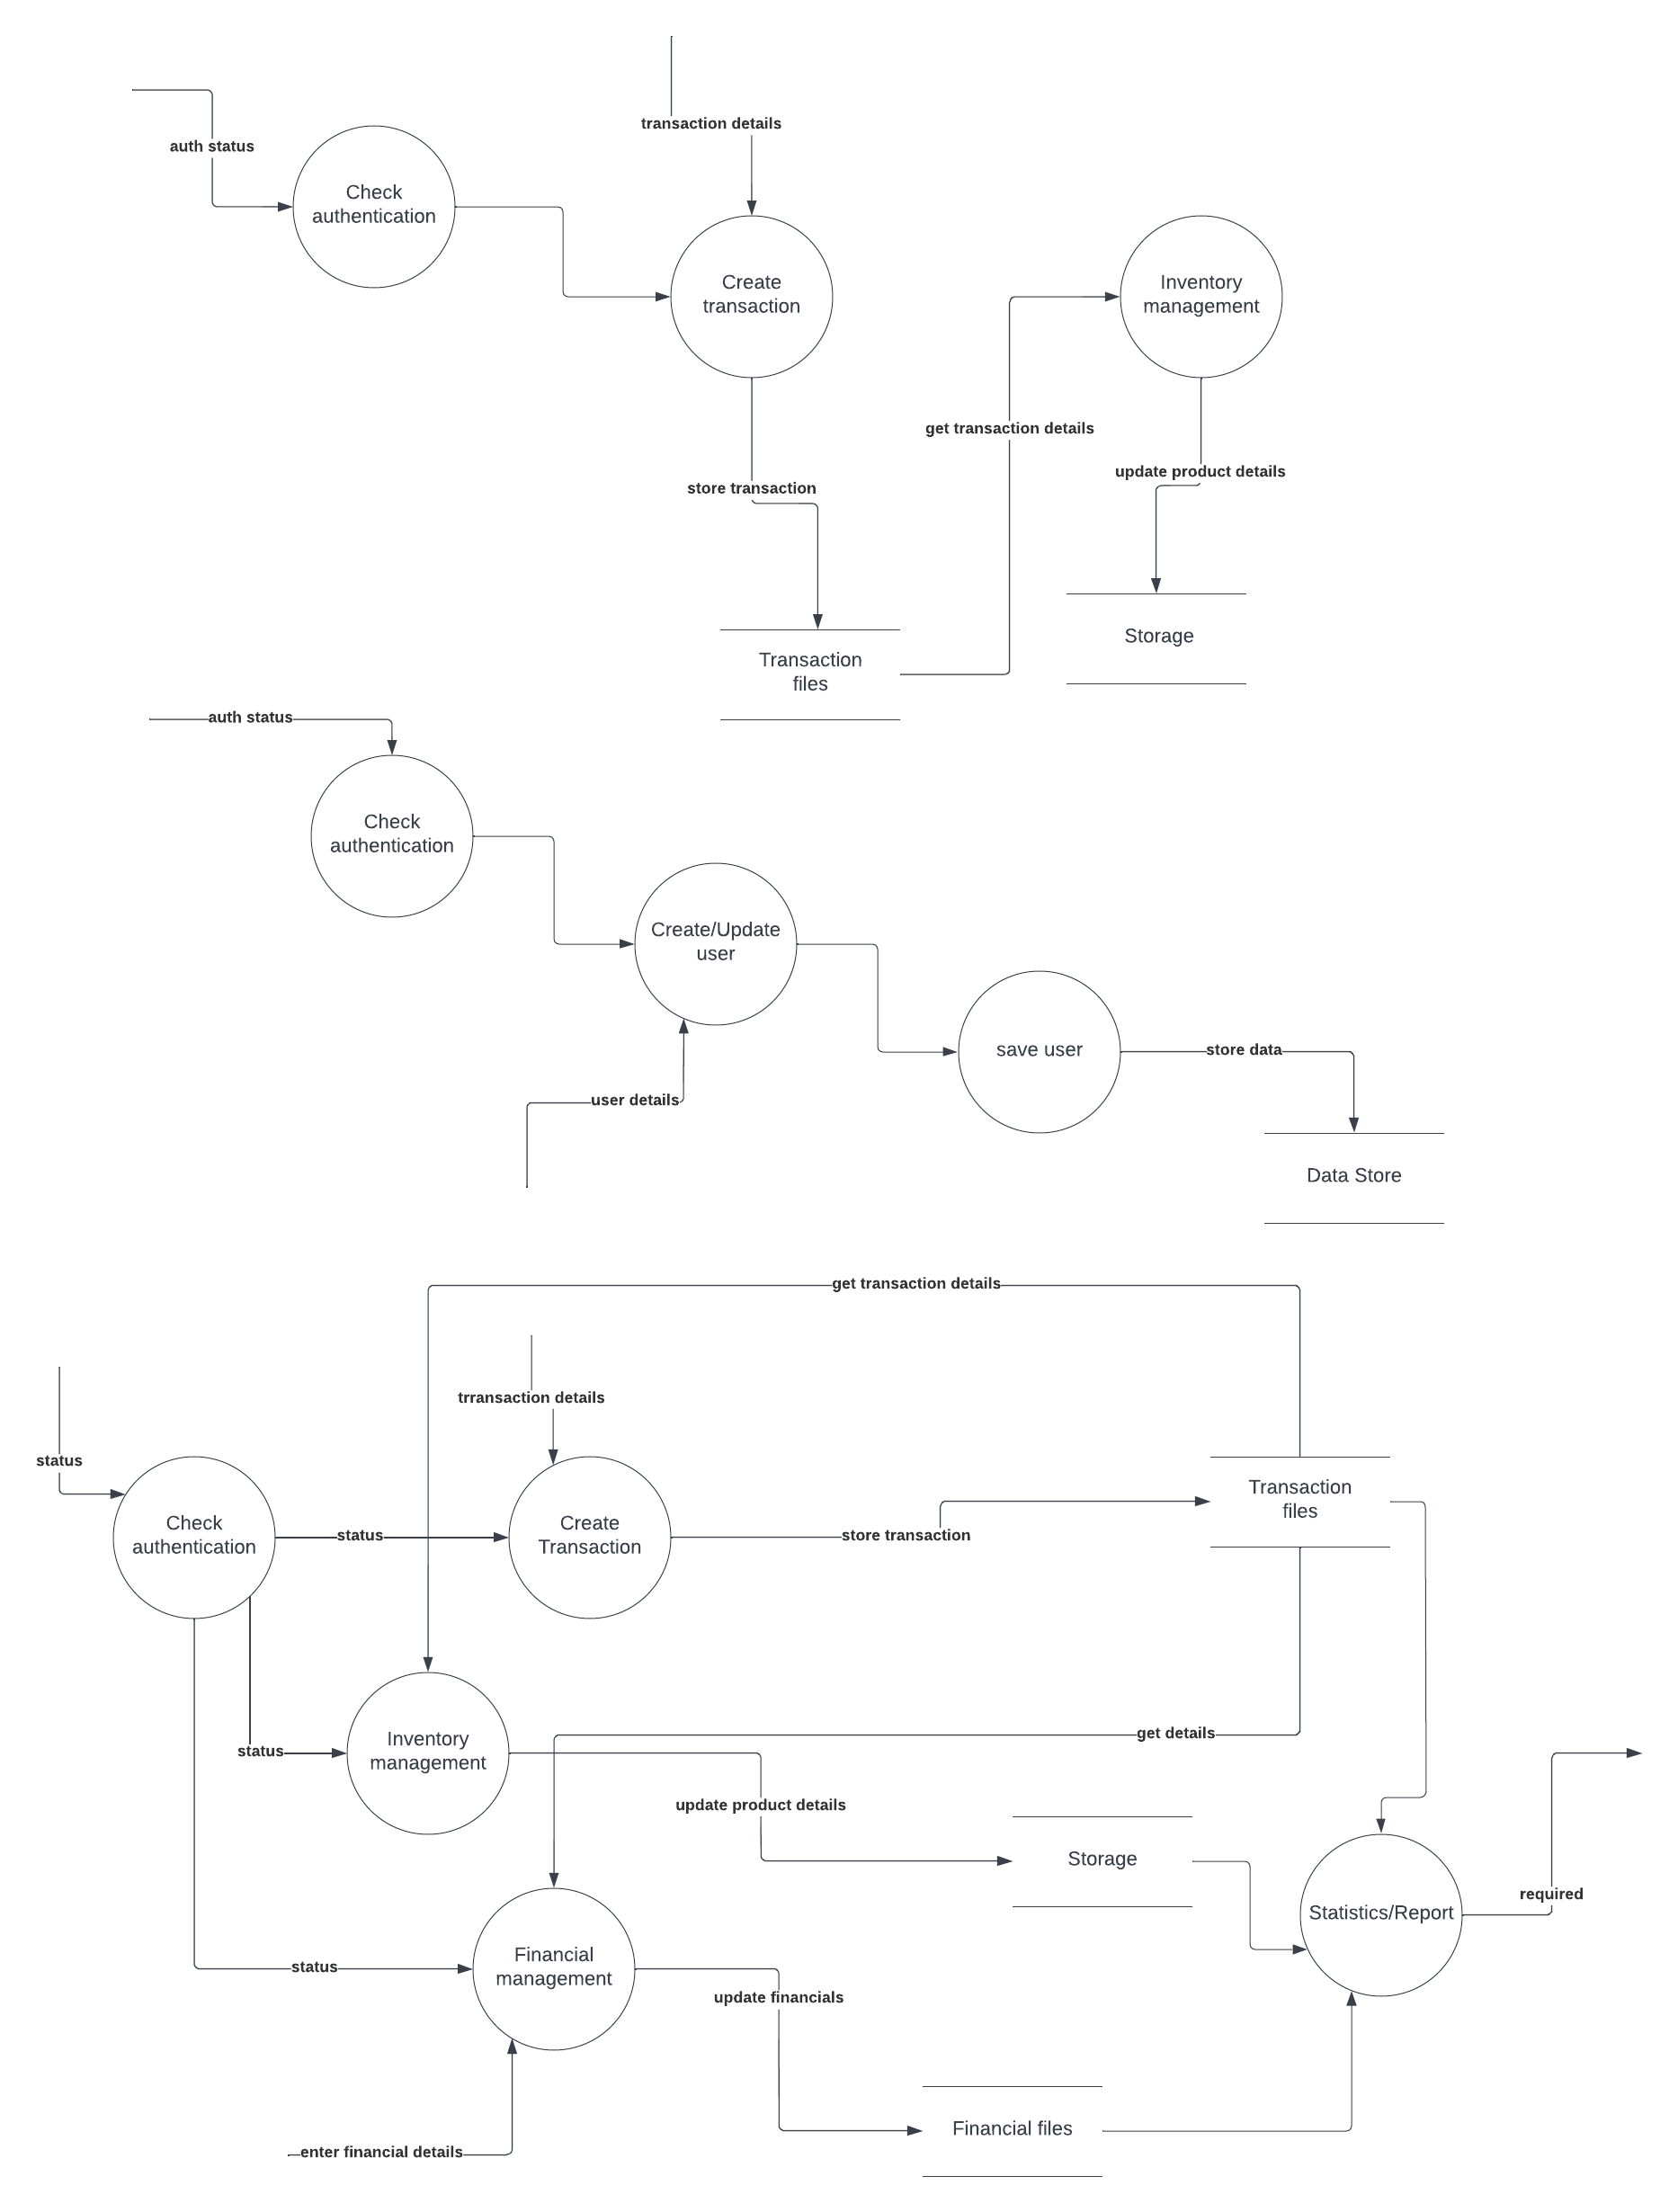 transaction details
auth status
Check
authentication
Create
transaction
Inventory
management
get transaction details
update product details
store transaction
Storage
Transaction
files
auth status
Check
authentication
Create/Update
user
save user
store data
user details
Data Store
get transaction details
trransaction details
status
Transaction
files
Check
authentication
status
Create
Transaction
store transaction
Inventory
management
status
get details
update product details
Storage
required
Statistics/Report
Financial
management
status
update financials
Financial files
enter financial details